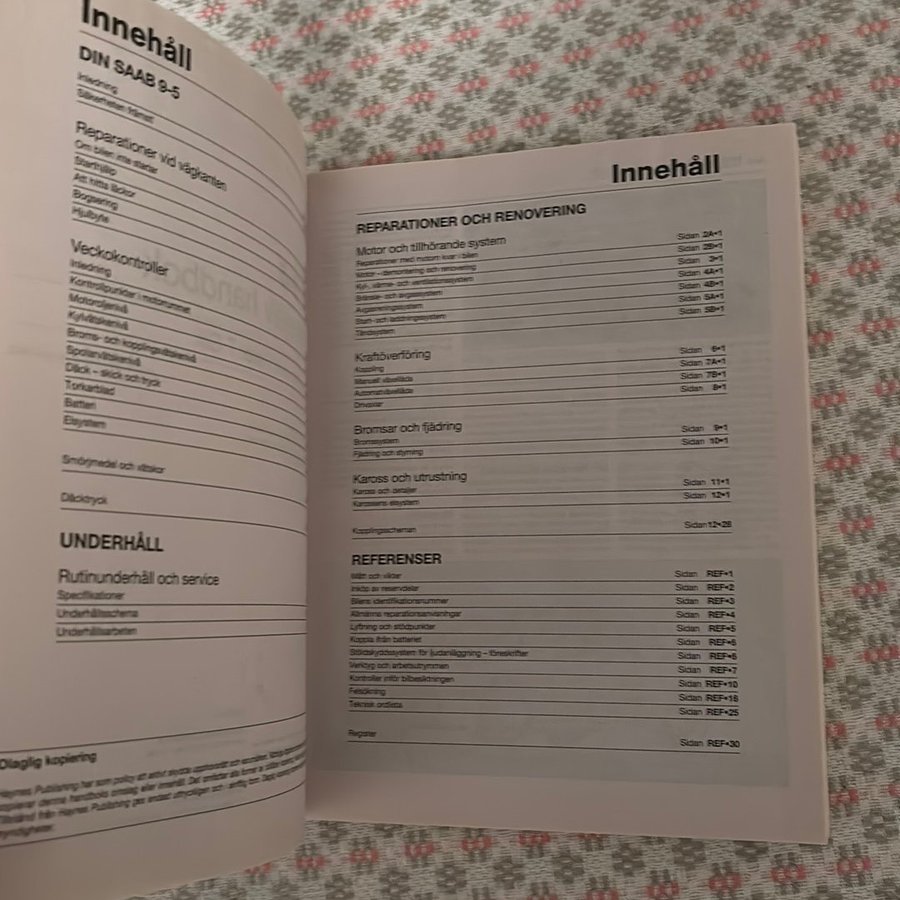 Innehåll
DIN SAAB 9-5
Inledning
Säkerheten främst
Reparationer vid vägkanten
Om bilen inte startar
Starthjälp
Att hitta läckor
Bogsering
Hjulbyte
Veckokontroller
Inledning
Kontrollpunkter i motorrummet
Motoroljenivå
Kylvätskenivå
Broms- och kopplingsvätskenivå
Spolarvätskenivå
Däck – skick och tryck
Torkarblad
Batteri
Elsystem
Smörjmedel och vätskor
Däcktryck
UNDERHÅLL
Rutinunderhåll och service
Specifikationer
Underhållsschema
Underhållsarbeten
Olaglig kopiering
Innehåll
REPARATIONER OCH RENOVERING
Motor och tillhörande system
Reparationer med motorn kvar i bilen Sidan 2A•1
Motor - demontering och renovering Sidan 2B•1
Kyl-, värme- och ventilationssystem Sidan 3•1
Bränsle- och avgassystem Sidan 4A•1
Avgasreningssystem Sidan 4B•1
Start- och laddningssystem Sidan 5A•1
Tändsystem Sidan 5B•1
Kraftöverföring
Koppling Sidan 6•1
Manuell växellåda Sidan 7A•1
Automatväxellåda Sidan 7B•1
Drivaxlar Sidan 8•1
Bromsar och fjädring
Bromssystem Sidan 9•1
Fjädring och styrning Sidan 10•1
Kaross och utrustning
Kaross och detaljer Sidan 11•1
Karossens elsystem Sidan 12•1
Kopplingsscheman Sidan 12•28
REFERENSER
Mått och vikter Sidan REF•1
Inköp av reservdelar Sidan REF•2
Bilens identifikationsnummer Sidan REF•3
Allmänna reparationsanvisningar Sidan REF•4
Lyftning och stödpunkter Sidan REF•5
Koppla ifrån batteriet Sidan REF•6
Stöldskyddssystem för ljudanläggning – föreskrifter Sidan REF•6
Verktyg och arbetsutrymmen Sidan REF•7
Kontroller inför bilbesiktningen Sidan REF•10
Felsökning Sidan REF•16
Teknisk ordlista Sidan REF•25
Register Sidan REF•30